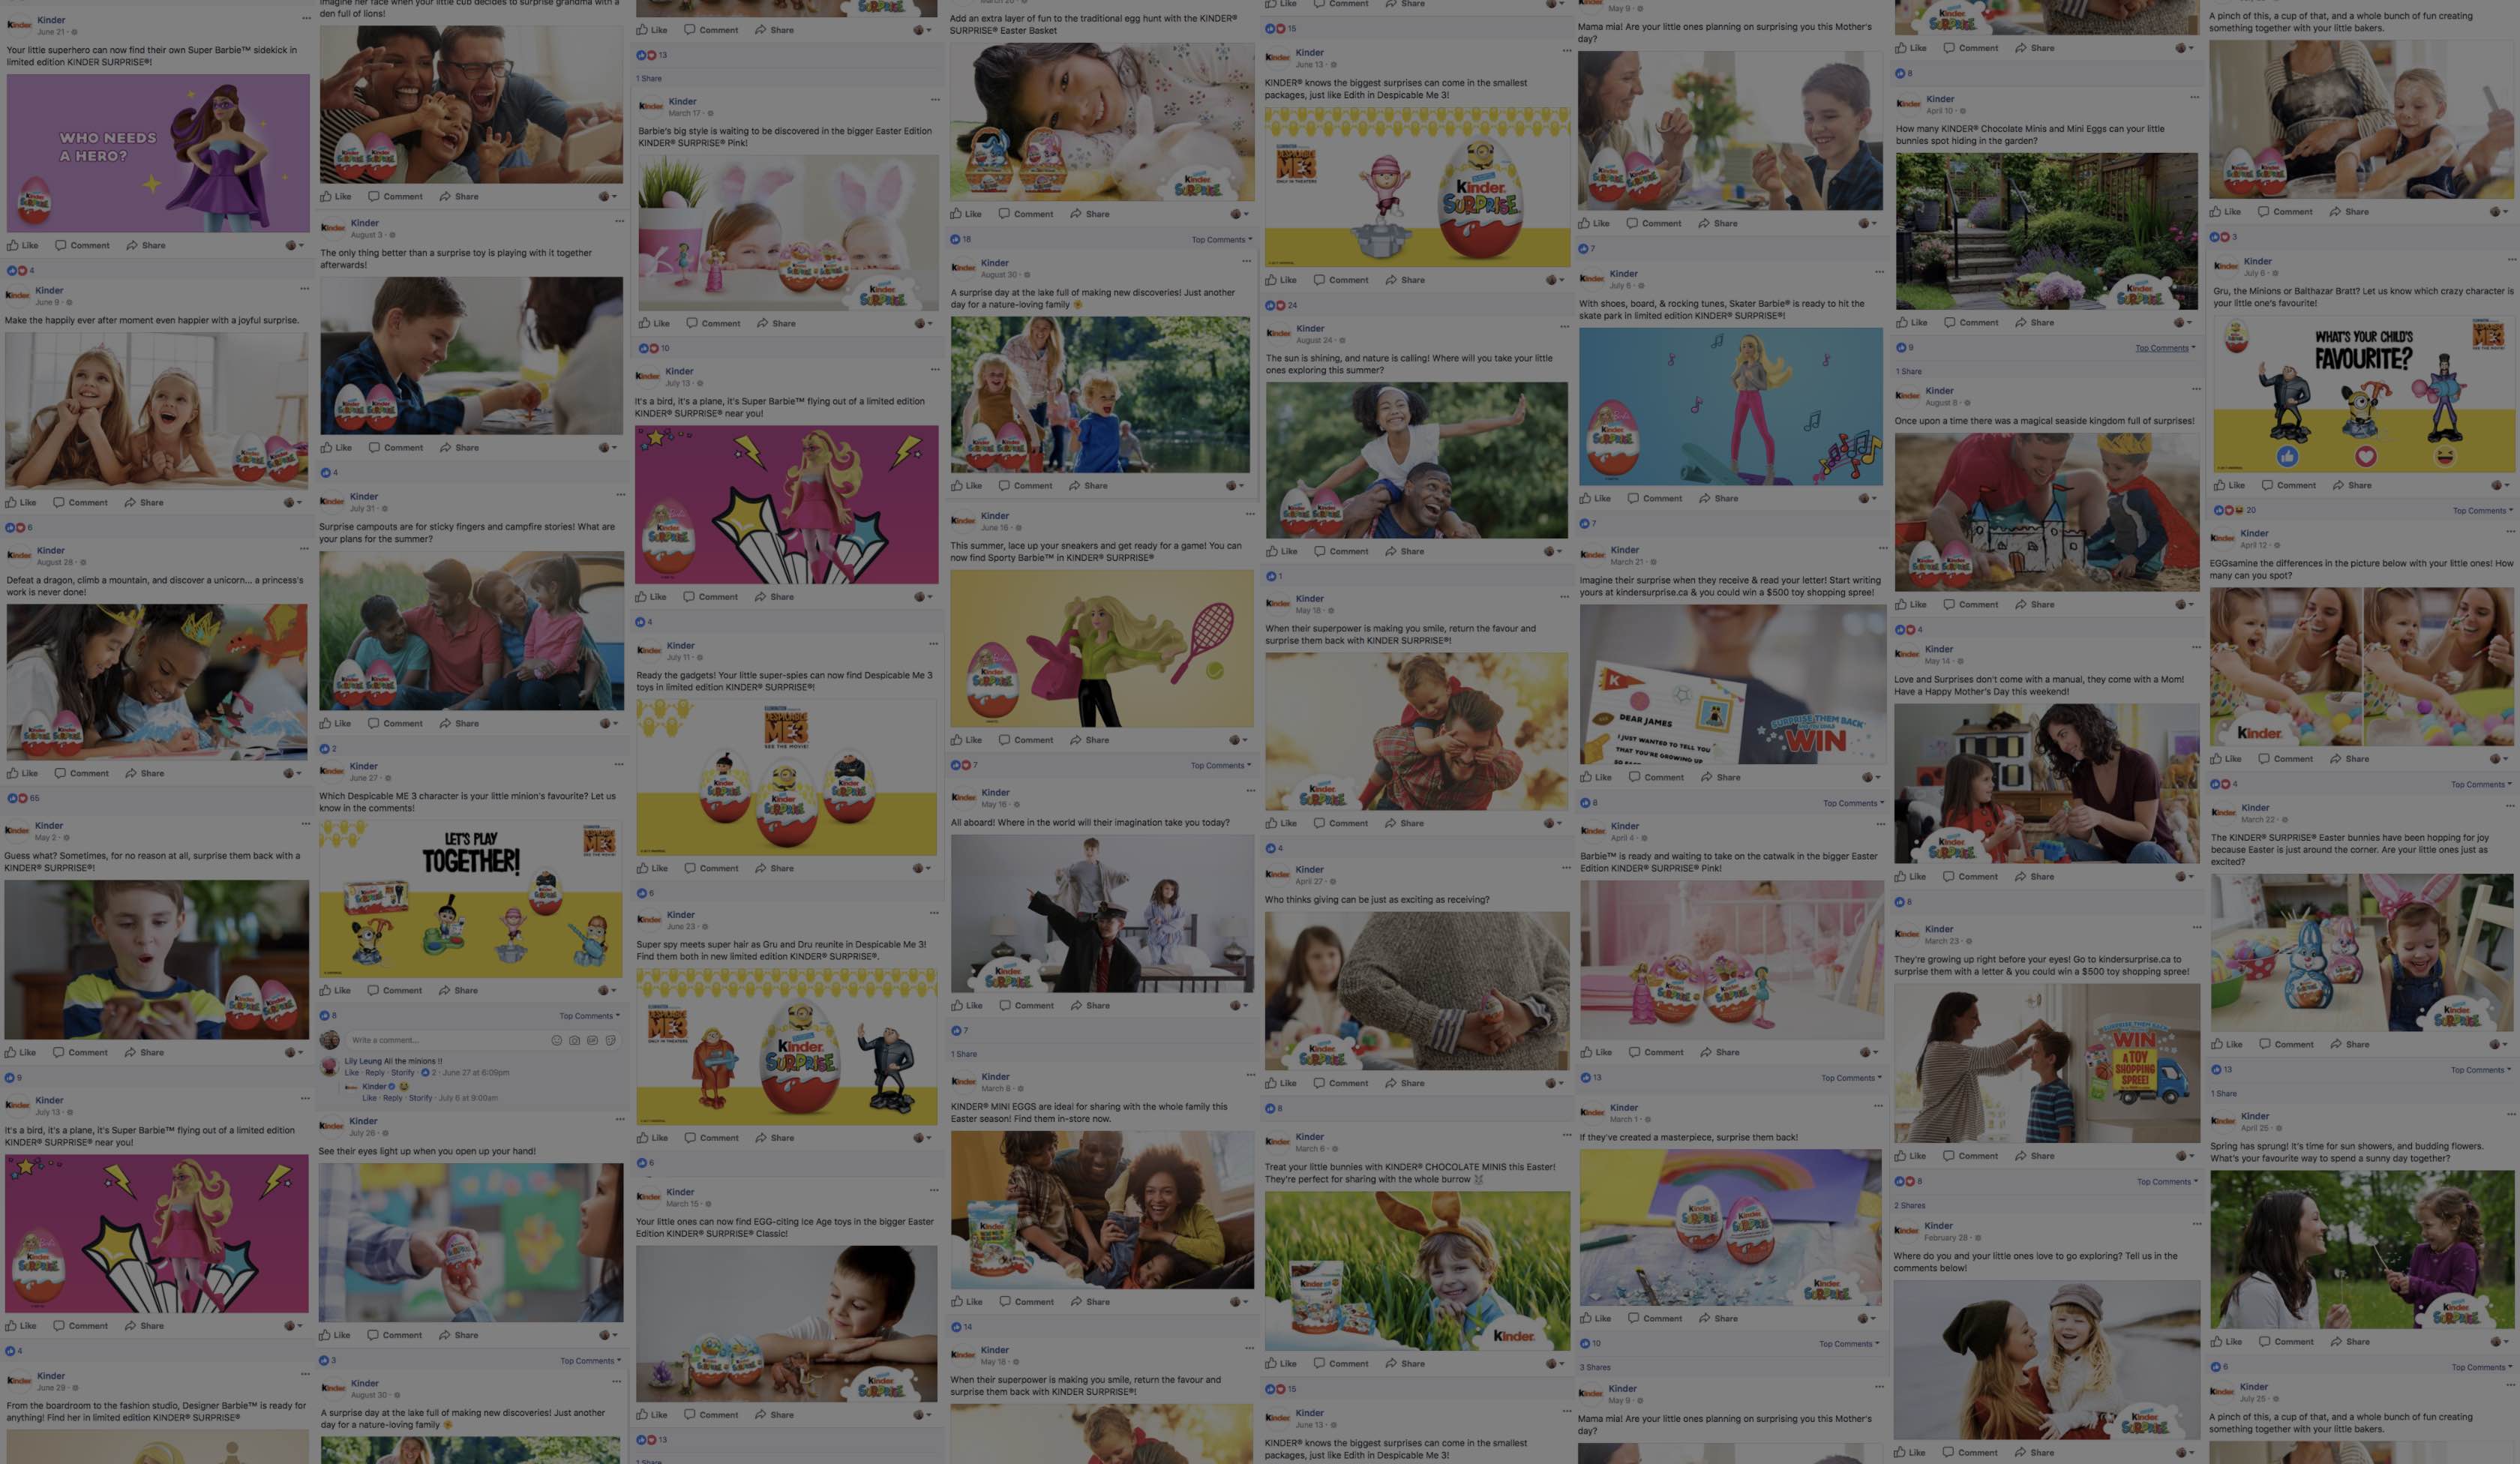 Kinder
June 21
Your little superhero can now find their own Super Barbie™ sidekick in
limited edition KINDER SURPRISE®!
WHO NEEDS
A HERO?
Like Comment Share
4
Kinder
June 9
Make the happily ever after moment even happier with a joyful surprise.
Like Comment Share
6
Kinder
August 28
Defeat a dragon, climb a mountain, and discover a unicorn... a princess's
work is never done!
Like Comment Share
65
Kinder
May 2
Guess what? Sometimes, for no reason at all, surprise them back with a
KINDER® SURPRISE®!
Like Comment Share
9
Kinder
July 13
It's a bird, it's a plane, it's Super Barbie™ flying out of a limited edition
KINDER® SURPRISE® near you!
Like Comment Share
4
Kinder
June 29
From the boardroom to the fashion studio, Designer Barbie™ is ready for
anything! Find her in limited edition KINDER® SURPRISE®
Imagine her face when your little cub decides to surprise grandma with a
den full of lions!
Like Comment Share
Kinder
August 3
The only thing better than a surprise toy is playing with it together
afterwards!
Like Comment Share
4
Kinder
July 31
Surprise campouts are for sticky fingers and campfire stories! What are
your plans for the summer?
Like Comment Share
2
Kinder
June 27
Which Despicable ME 3 character is your little minion's favourite? Let us
know in the comments!
LET'S PLAY
TOGETHER!
DESPICABLE
ME3
Like Comment Share
8 Top Comments
Write a comment...
Lily Leung All the minions !!
Like · Reply · Storify · 2 · June 27 at 6:09pm
Kinder
Like · Reply · Storify · July 6 at 9:00am
Kinder
July 26
See their eyes light up when you open up your hand!
Like Comment Share
3 Top Comments
Kinder
August 30
A surprise day at the lake full of making new discoveries! Just another
day for a nature-loving family
Like Comment Share
13
1 Share
Kinder
March 17
Barbie's big style is waiting to be discovered in the bigger Easter Edition
KINDER® SURPRISE® Pink!
Kinder
SURPRISE
Like Comment Share
10
Kinder
July 13
It's a bird, it's a plane, it's Super Barbie™ flying out of a limited edition
KINDER® SURPRISE® near you!
Like Comment Share
4
Kinder
July 11
Ready the gadgets! Your little super-spies can now find Despicable Me 3
toys in limited edition KINDER® SURPRISE®!
DESPICABLE
ME3
SEE THE MOVIE!
Like Comment Share
6
Kinder
June 23
Super spy meets super hair as Gru and Dru reunite in Despicable Me 3!
Find them both in new limited edition KINDER® SURPRISE®.
DESPICABLE
ME3
ONLY IN THEATERS
Kinder
SURPRISE
Like Comment Share
6
Kinder
March 15
Your little ones can now find EGG-citing Ice Age toys in the bigger Easter
Edition KINDER® SURPRISE® Classic!
Kinder
SURPRISE
Like Comment Share
13
1 Share
Add an extra layer of fun to the traditional egg hunt with the KINDER®
SURPRISE® Easter Basket
Kinder
SURPRISE
Like Comment Share
18 Top Comments
Kinder
August 30
A surprise day at the lake full of making new discoveries! Just another
day for a nature-loving family
Like Comment Share
Kinder
June 16
This summer, lace up your sneakers and get ready for a game! You can
now find Sporty Barbie™ in KINDER® SURPRISE®
Like Comment Share
7 Top Comments
Kinder
May 16
All aboard! Where in the world will their imagination take you today?
Kinder
SURPRISE
Like Comment Share
7
1 Share
Kinder
March 8
KINDER® MINI EGGS are ideal for sharing with the whole family this
Easter season! Find them in-store now.
Like Comment Share
14
Kinder
May 18
When their superpower is making you smile, return the favour and
surprise them back with KINDER SURPRISE®!
Like Comment Share
15
Kinder
June 13
KINDER® knows the biggest surprises can come in the smallest
packages, just like Edith in Despicable Me 3!
DESPICABLE
ME3
ONLY IN THEATERS
Kinder
SURPRISE
Like Comment Share
24
Kinder
August 24
The sun is shining, and nature is calling! Where will you take your little
ones exploring this summer?
Like Comment Share
1
Kinder
May 18
When their superpower is making you smile, return the favour and
surprise them back with KINDER SURPRISE®!
Kinder
SURPRISE
Like Comment Share
4
Kinder
April 27
Who thinks giving can be just as exciting as receiving?
Kinder
SURPRISE
Like Comment Share
8
Kinder
March 6
Treat your little bunnies with KINDER® CHOCOLATE MINIS this Easter!
They're perfect for sharing with the whole burrow
Kinder
Like Comment Share
15
Kinder
June 13
KINDER® knows the biggest surprises can come in the smallest
packages, just like Edith in Despicable Me 3!
May 9
Mama mia! Are your little ones planning on surprising you this Mother's
day?
Like Comment Share
7
Kinder
July 6
With shoes, board, & rocking tunes, Skater Barbie® is ready to hit the
skate park in limited edition KINDER® SURPRISE®!
Like Comment Share
7
Kinder
March 21
Imagine their surprise when they receive & read your letter! Start writing
yours at kindersurprise.ca & you could win a $500 toy shopping spree!
DEAR JAMES
I JUST WANTED TO TELL YOU
THAT YOU'RE GROWING UP
SURPRISE THEM BACK
WIN
Like Comment Share
8 Top Comments
Kinder
April 4
Barbie™ is ready and waiting to take on the catwalk in the bigger Easter
Edition KINDER® SURPRISE® Pink!
Like Comment Share
13 Top Comments
Kinder
March 1
If they've created a masterpiece, surprise them back!
Kinder
SURPRISE
Like Comment Share
10 Top Comments
3 Shares
Kinder
May 9
Mama mia! Are your little ones planning on surprising you this Mother's
day?
Like Comment Share
8
Kinder
April 10
How many KINDER® Chocolate Minis and Mini Eggs can your little
bunnies spot hiding in the garden?
Kinder
SURPRISE
Like Comment Share
9 Top Comments
1 Share
Kinder
August 8
Once upon a time there was a magical seaside kingdom full of surprises!
Like Comment Share
4
Kinder
May 14
Love and Surprises don't come with a manual, they come with a Mom!
Have a Happy Mother's Day this weekend!
Kinder
SURPRISE
Like Comment Share
8
Kinder
March 23
They're growing up right before your eyes! Go to kindersurprise.ca to
surprise them with a letter & you could win a $500 toy shopping spree!
SURPRISE THEM BACK
WIN
A TOY
SHOPPING
SPREE!
Like Comment Share
8 Top Comments
2 Shares
Kinder
February 28
Where do you and your little ones love to go exploring? Tell us in the
comments below!
Kinder
SURPRISE
Like Comment Share
A pinch of this, a cup of that, and a whole bunch of fun creating
something together with your little bakers.
Like Comment Share
3
Kinder
July 6
Gru, the Minions or Balthazar Bratt? Let us know which crazy character is
your little one's favourite!
WHAT'S YOUR CHILD'S
FAVOURITE?
DESPICABLE
ME3
Like Comment Share
20 Top Comments
Kinder
April 12
EGGsamine the differences in the picture below with your little ones! How
many can you spot?
Kinder
Like Comment Share
4 Top Comments
Kinder
March 22
The KINDER® SURPRISE® Easter bunnies have been hopping for joy
because Easter is just around the corner. Are your little ones just as
excited?
Kinder
SURPRISE
Like Comment Share
13 Top Comments
1 Share
Kinder
April 25
Spring has sprung! It's time for sun showers, and budding flowers.
What's your favourite way to spend a sunny day together?
Kinder
SURPRISE
Like Comment Share
6 Top Comments
Kinder
July 25
A pinch of this, a cup of that, and a whole bunch of fun creating
something together with your little bakers.